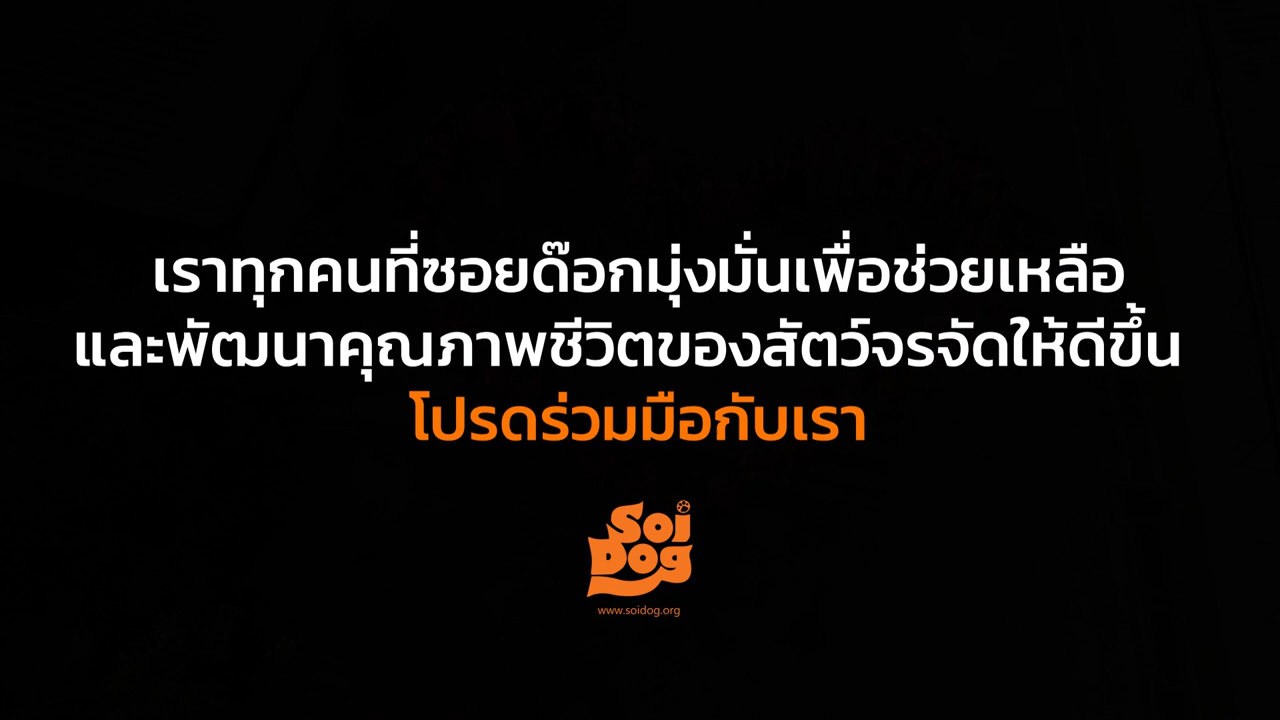 เราทุกคนที่ซอยด๊อกมุ่งมั่นเพื่อช่วยเหลือ
และพัฒนาคุณภาพชีวิตของสัตว์จรจัดให้ดีขึ้น
โปรดร่วมมือกับเรา
Soi
Dog
www.soidog.org